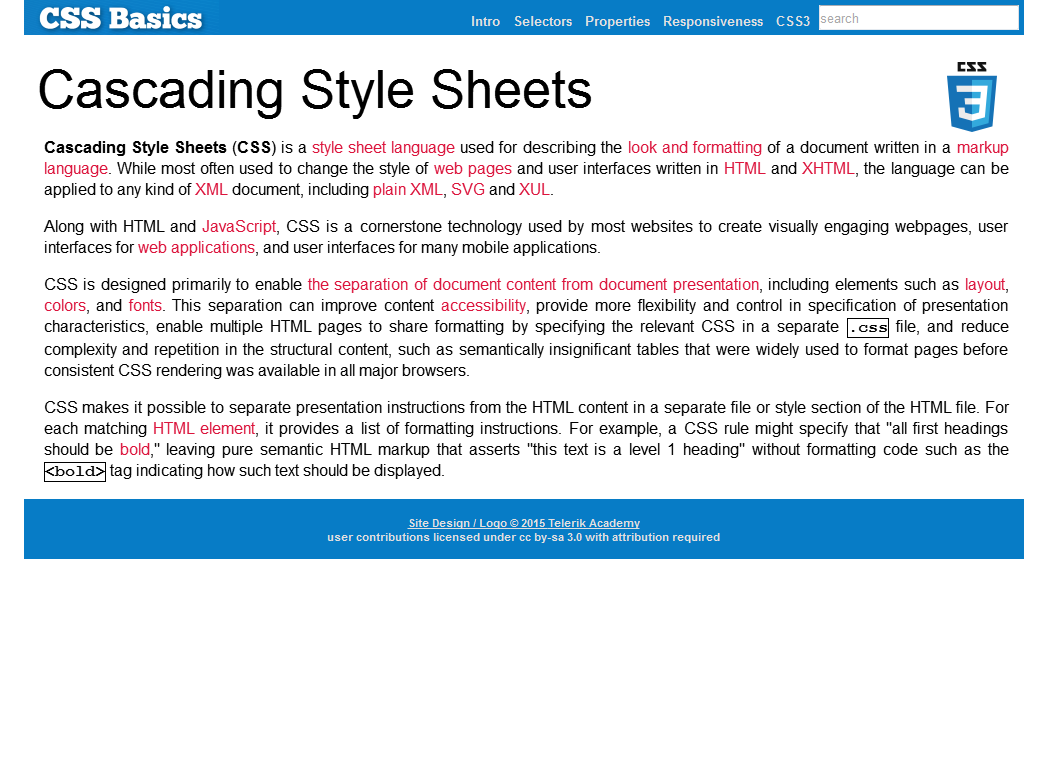 CSS Basics
Intro Selectors Properties Responsiveness CSS3 search
CSS
3
Cascading Style Sheets
Cascading Style Sheets (CSS) is a style sheet language used for describing the look and formatting of a document written in a markup
language. While most often used to change the style of web pages and user interfaces written in HTML and XHTML, the language can be
applied to any kind of XML document, including plain XML, SVG and XUL.
Along with HTML and JavaScript, CSS is a cornerstone technology used by most websites to create visually engaging webpages, user
interfaces for web applications, and user interfaces for many mobile applications.
CSS is designed primarily to enable the separation of document content from document presentation, including elements such as layout,
colors, and fonts. This separation can improve content accessibility, provide more flexibility and control in specification of presentation
characteristics, enable multiple HTML pages to share formatting by specifying the relevant CSS in a separate .css file, and reduce
complexity and repetition in the structural content, such as semantically insignificant tables that were widely used to format pages before
consistent CSS rendering was available in all major browsers.
CSS makes it possible to separate presentation instructions from the HTML content in a separate file or style section of the HTML file. For
each matching HTML element, it provides a list of formatting instructions. For example, a CSS rule might specify that "all first headings
should be bold," leaving pure semantic HTML markup that asserts "this text is a level 1 heading" without formatting code such as the
<bold> tag indicating how such text should be displayed.
Site Design / Logo © 2015 Telerik Academy
user contributions licensed under cc by-sa 3.0 with attribution required